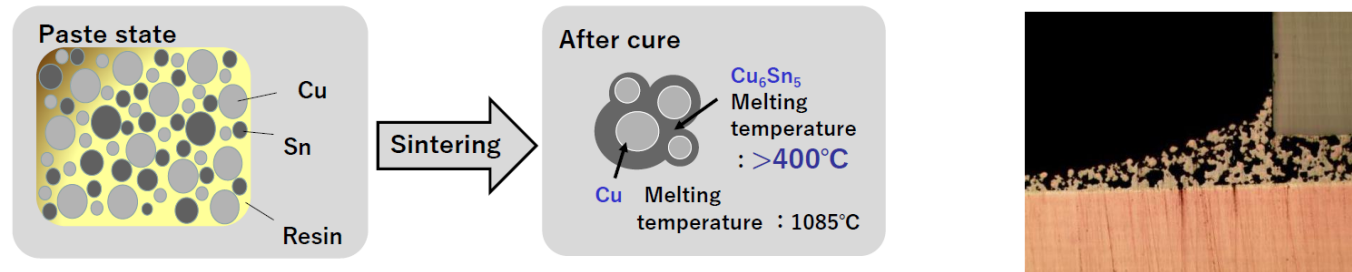 Paste state
Cu
Sn
Resin
Sintering
After cure
Cu₆Sn₅
Melting
temperature
: >400℃
Cu Melting
temperature : 1085℃